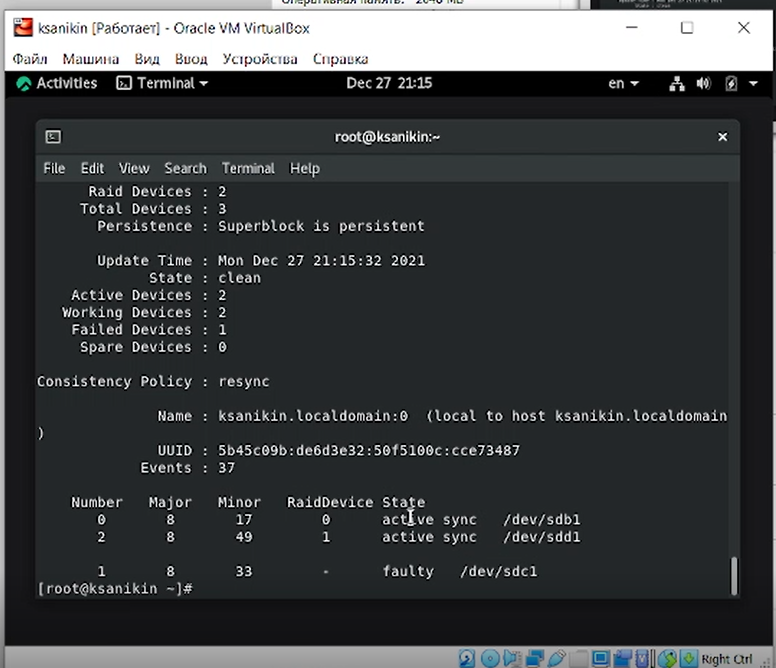 Оперативная память: 2048 МБ
ksanikin [Работает] - Oracle VM VirtualBox
Файл Машина Вид Ввод Устройства Справка
Activities Terminal Dec 27 21:15 en
root@ksanikin:~
File Edit View Search Terminal Help
Raid Devices : 2
Total Devices : 3
Persistence : Superblock is persistent
Update Time : Mon Dec 27 21:15:32 2021
State : clean
Active Devices : 2
Working Devices : 2
Failed Devices : 1
Spare Devices : 0
Consistency Policy : resync
Name : ksanikin.localdomain:0 (local to host ksanikin.localdomain
)
UUID : 5b45c09b:de6d3e32:50f5100c:cce73487
Events : 37
Number Major Minor RaidDevice State
0 8 17 0 active sync /dev/sdb1
2 8 49 1 active sync /dev/sdd1
1 8 33 - faulty /dev/sdc1
[root@ksanikin ~]#
Right Ctrl